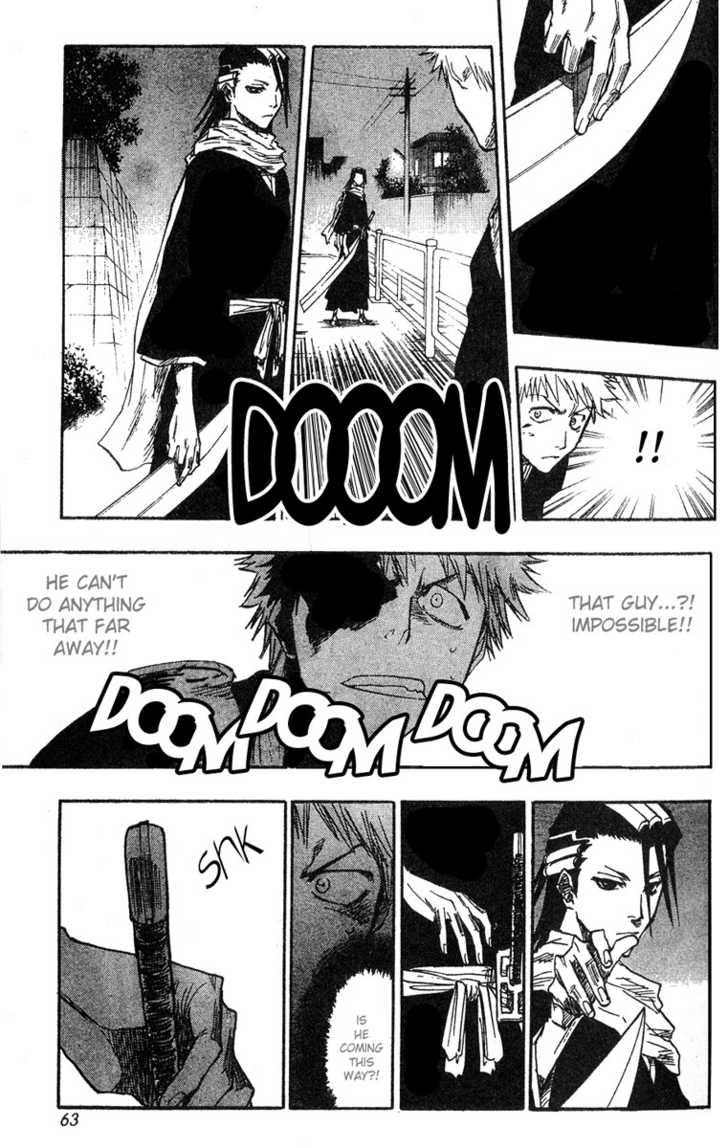 !!
DOOOM
THAT GUY...?!
IMPOSSIBLE!!
HE CAN'T
DO ANYTHING
THAT FAR
AWAY!!
DOOM
DOOM
DOOM
IS
HE
COMING
THIS
WAY?!
SHK
63